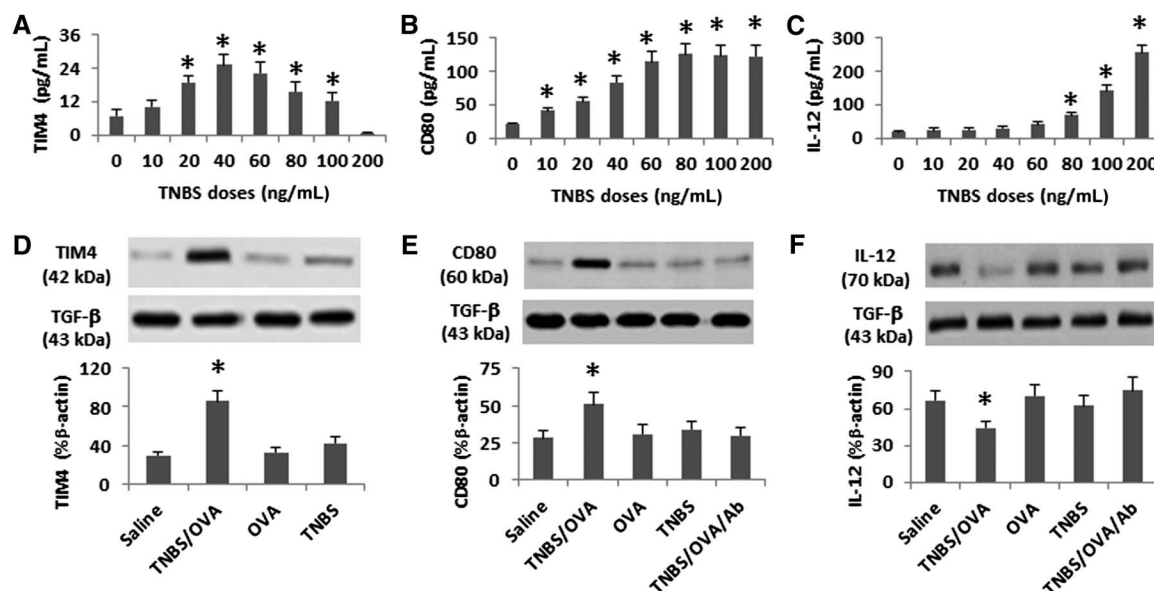 A
TIM4 (pg/mL)
36
24
12
0
* * * * *
0 10 20 40 60 80 100 200
TNBS doses (ng/mL)
B
CD80 (pg/mL)
150
100
50
0
* * * * * * *
0 10 20 40 60 80 100 200
TNBS doses (ng/mL)
C
IL-12 (pg/mL)
300
200
100
0
* * *
0 10 20 40 60 80 100 200
TNBS doses (ng/mL)
D
TIM4
(42 kDa)
TGF-β
(43 kDa)
TIM4 (%β-actin)
120
80
40
0
*
Saline
TNBS/OVA
OVA
TNBS
E
CD80
(60 kDa)
TGF-β
(43 kDa)
CD80 (%β-actin)
75
50
25
0
*
Saline
TNBS/OVA
OVA
TNBS
TNBS/OVA/Ab
F
IL-12
(70 kDa)
TGF-β
(43 kDa)
IL-12 (%β-actin)
90
60
30
0
*
Saline
TNBS/OVA
OVA
TNBS
TNBS/OVA/Ab